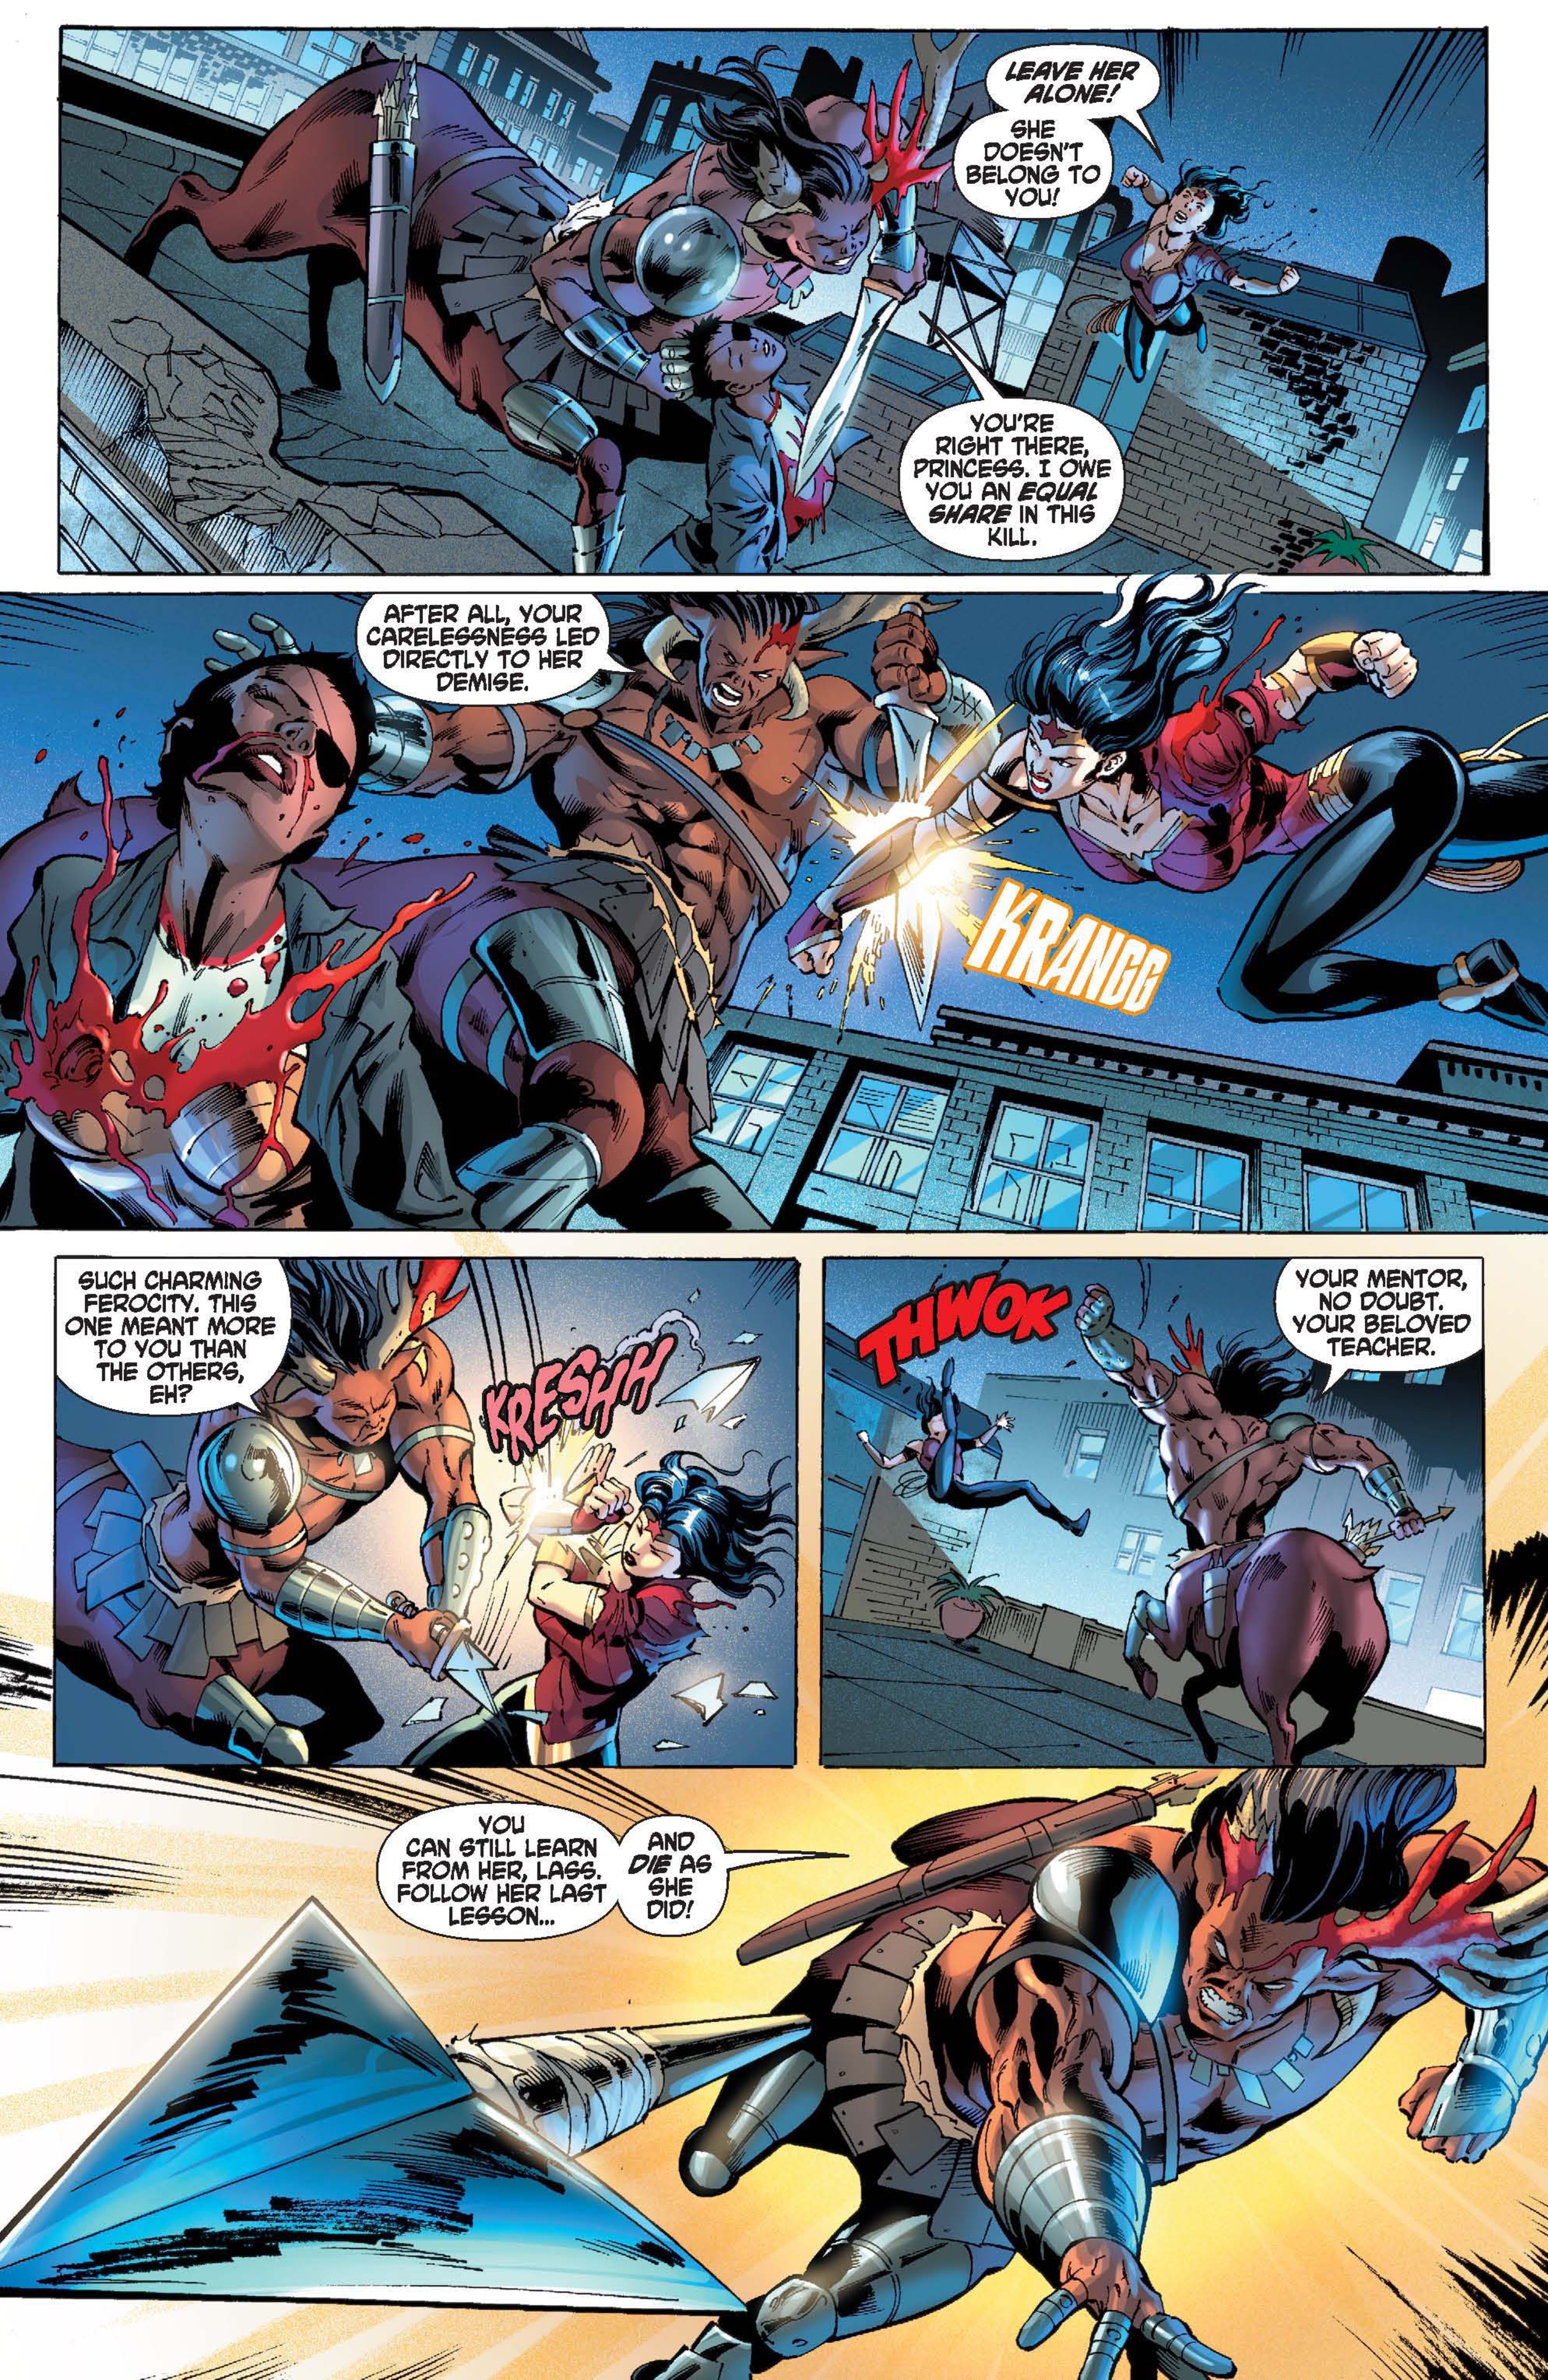 LEAVE HER
ALONE!
SHE
DOESN'T
BELONG TO
YOU!
YOU'RE
RIGHT THERE,
PRINCESS. I OWE
YOU AN EQUAL
SHARE IN THIS
KILL.
AFTER ALL, YOUR
CARELESSNESS LED
DIRECTLY TO HER
DEMISE.
KRANGG
SUCH CHARMING
FEROCITY. THIS
ONE MEANT MORE
TO YOU THAN
THE OTHERS,
EH?
KRESHH
THWOK
YOUR MENTOR,
NO DOUBT.
YOUR BELOVED
TEACHER.
YOU
CAN STILL LEARN
FROM HER, LASS.
FOLLOW HER LAST
LESSON...
AND
DIE AS
SHE
DID!